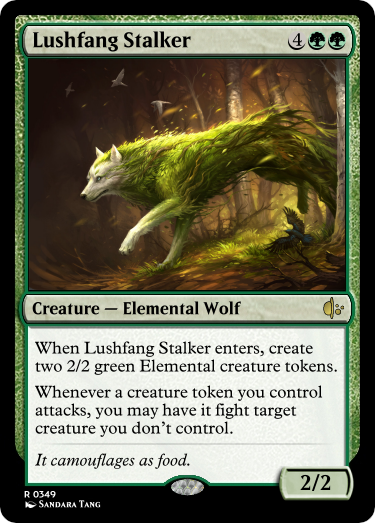 Lushfang Stalker 4
Creature — Elemental Wolf
When Lushfang Stalker enters, create
two 2/2 green Elemental creature tokens.
Whenever a creature token you control
attacks, you may have it fight target
creature you don't control.
It camouflages as food.
2/2
R 0349
Sandara Tang